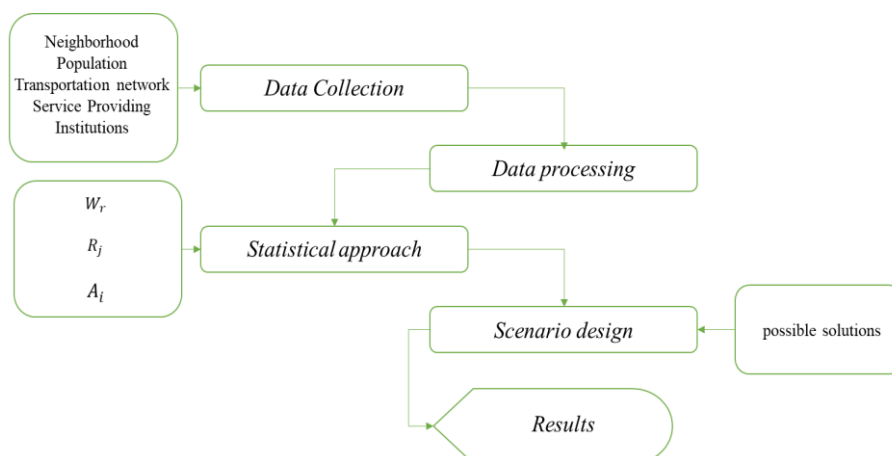 Neighborhood
Population
Transportation network
Service Providing
Institutions
Data Collection
Data processing
W_r
R_j
A_i
Statistical approach
Scenario design
possible solutions
Results